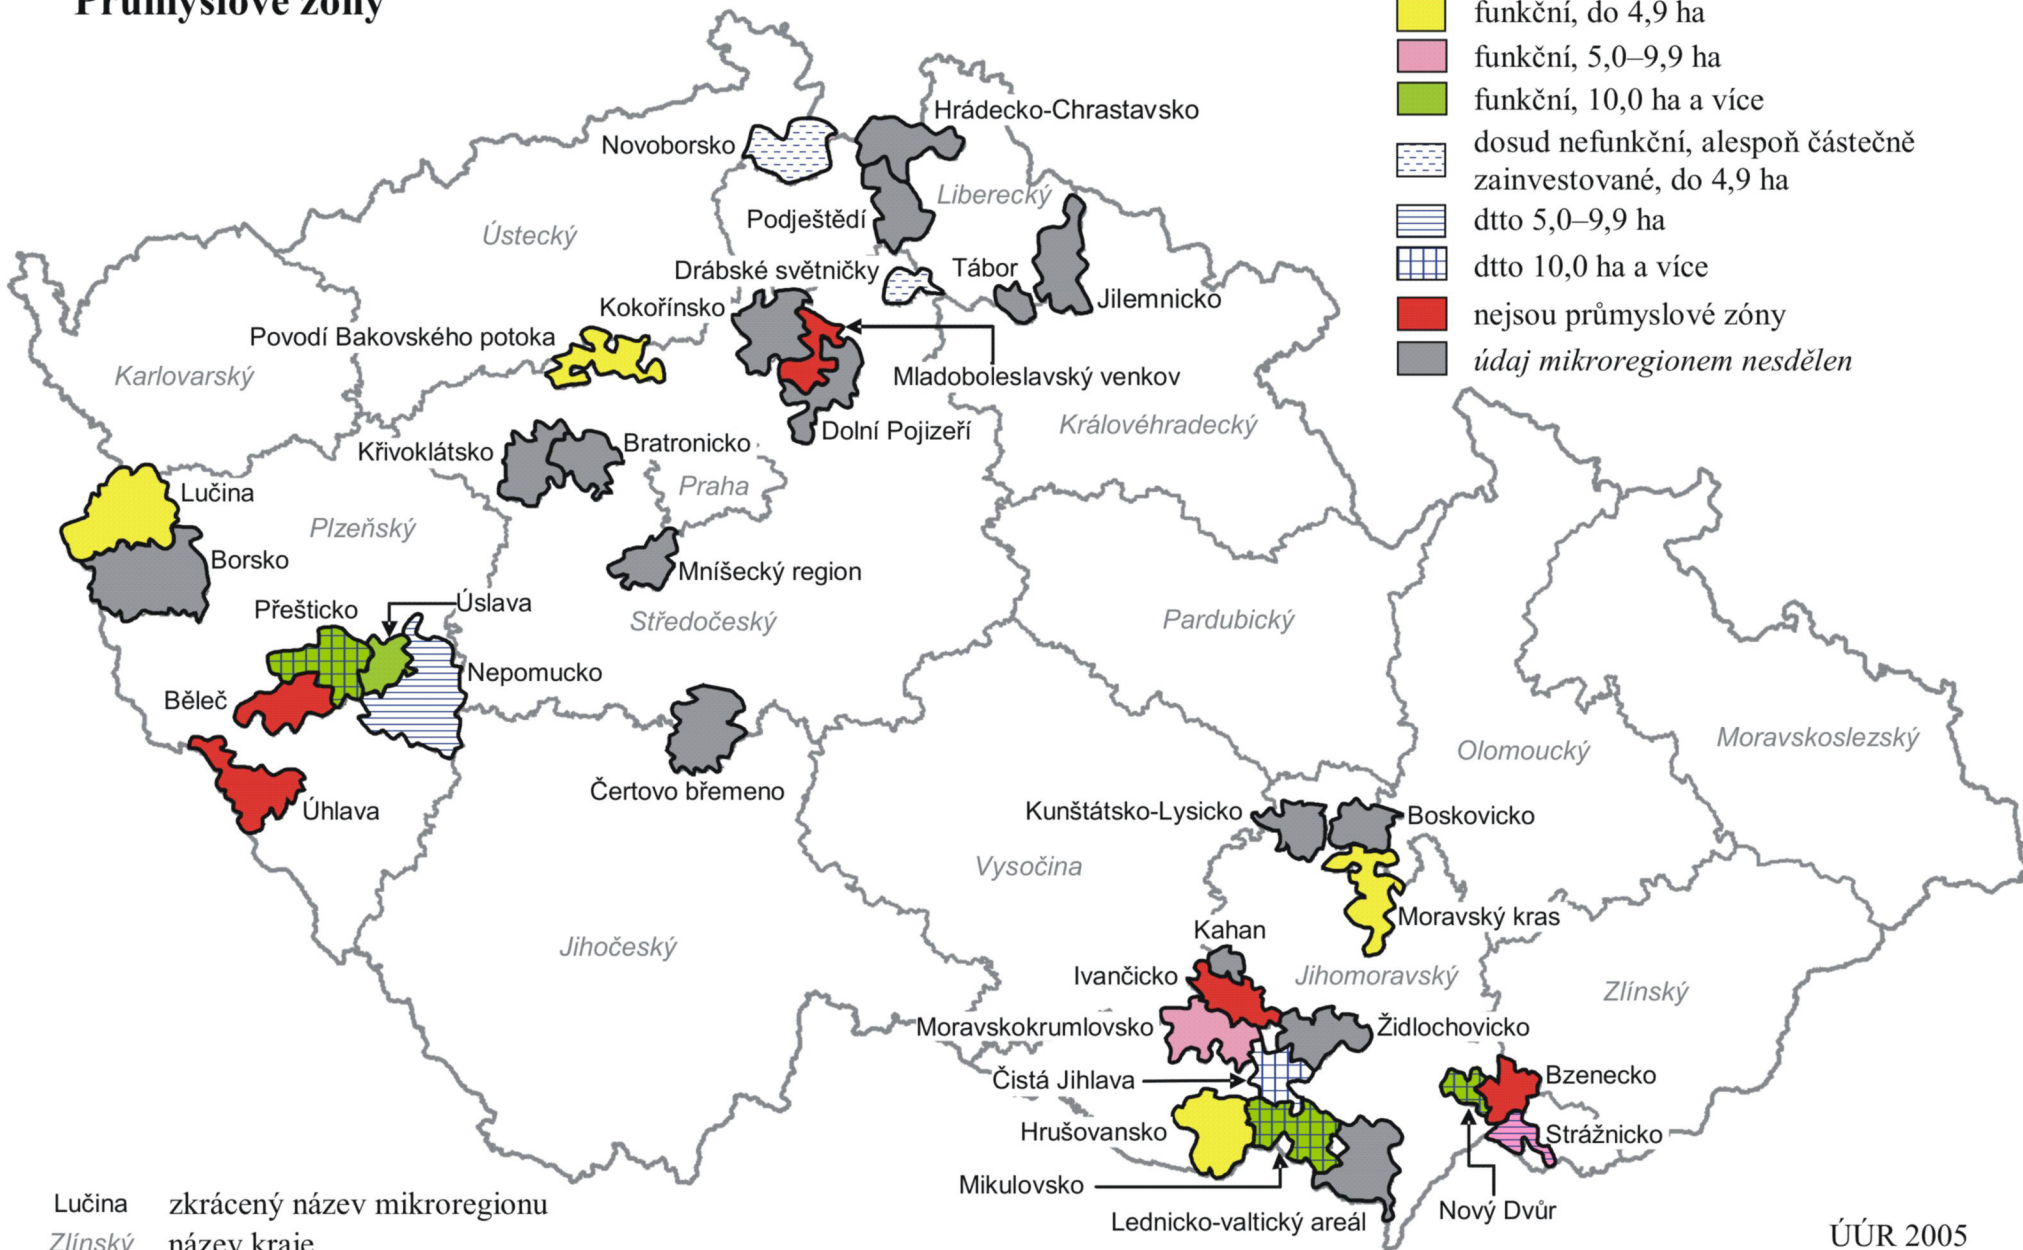 Průmyslové zóny
funkční, do 4,9 ha
funkční, 5,0–9,9 ha
funkční, 10,0 ha a více
dosud nefunkční, alespoň částečně
zainvestované, do 4,9 ha
dtto 5,0–9,9 ha
dtto 10,0 ha a více
nejsou průmyslové zóny
údaj mikroregionem nesdělen
Hrádecko-Chrastavsko
Novoborsko
Liberecký
Podještědí
Ústecký
Drábské světničky
Tábor
Jilemnicko
Kokořínsko
Povodí Bakovského potoka
Karlovarský
Mladoboleslavský venkov
Královéhradecký
Dolní Pojizeří
Křivoklátsko
Bratronicko
Praha
Lučina
Plzeňský
Borsko
Mníšecký region
Přešticko
Úslava
Středočeský
Pardubický
Nepomucko
Běleč
Olomoucký
Moravskoslezský
Čertovo břemeno
Úhlava
Kunštátsko-Lysicko
Boskovicko
Vysočina
Moravský kras
Kahan
Jihočeský
Ivančicko
Jihomoravský
Zlínský
Moravskokrumlovsko
Židlochovicko
Čistá Jihlava
Bzenecko
Hrušovansko
Strážnicko
Mikulovsko
Nový Dvůr
Lednicko-valtický areál
Lučina zkrácený název mikroregionu
Zlínský název kraje
ÚÚR 2005